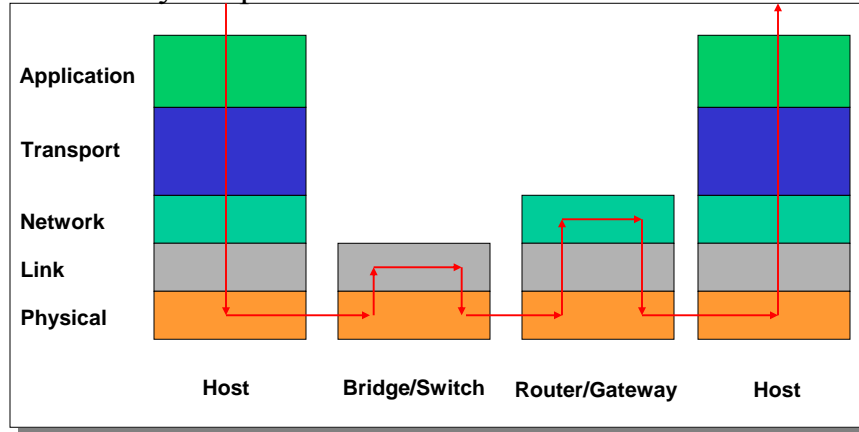 Application
Transport
Network
Link
Physical
Host Bridge/Switch Router/Gateway Host